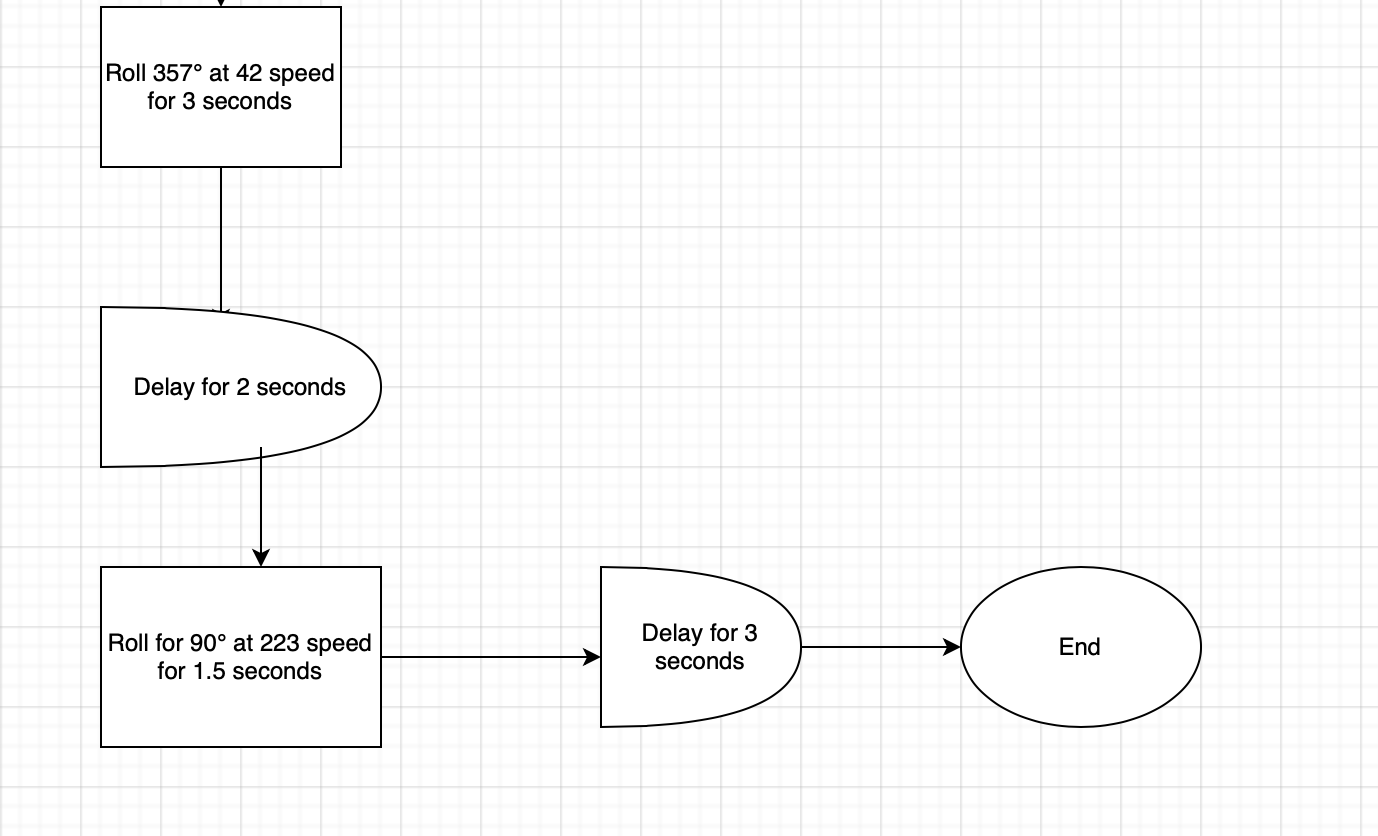 Roll 357° at 42 speed
for 3 seconds
Delay for 2 seconds
Roll for 90° at 223 speed
for 1.5 seconds
Delay for 3
seconds
End